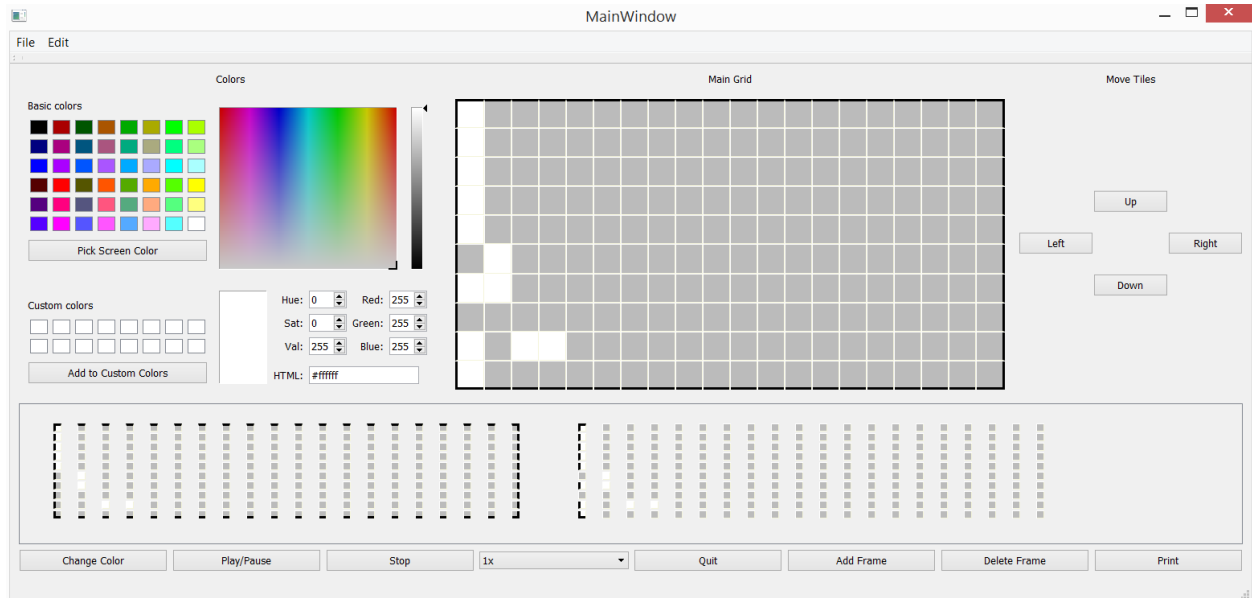 MainWindow
File Edit
Colors
Main Grid
Move Tiles
Basic colors
Pick Screen Color
Custom colors
Add to Custom Colors
Hue: 0 Red: 255
Sat: 0 Green: 255
Val: 255 Blue: 255
HTML: #ffffff
Up
Left Right
Down
Change Color Play/Pause Stop 1x Quit Add Frame Delete Frame Print